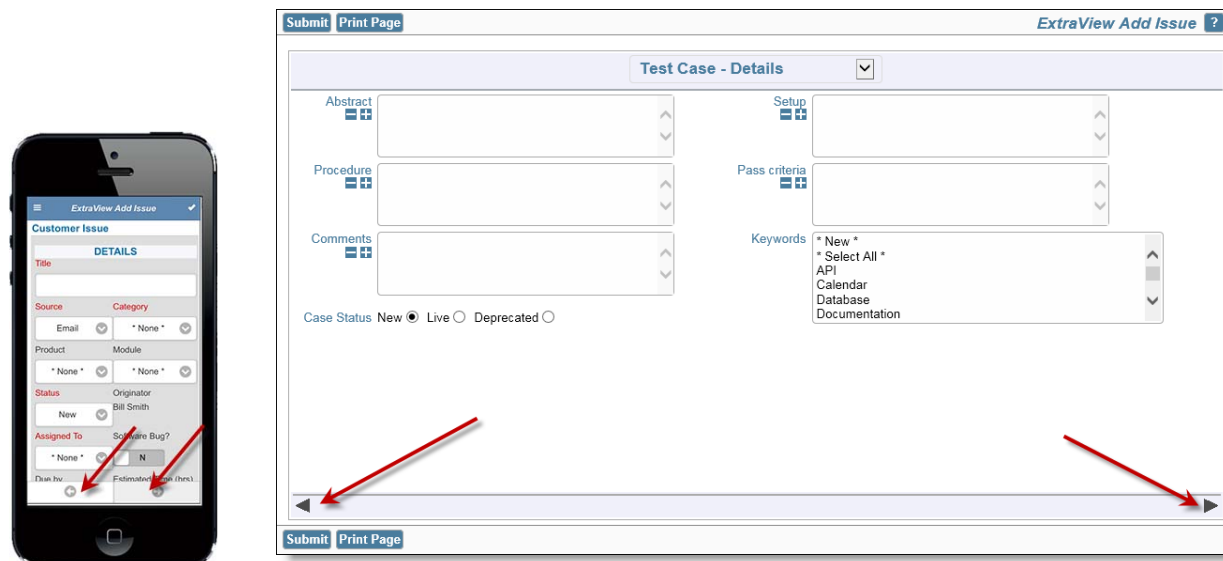 ExtraView Add Issue
Customer Issue
DETAILS
Title
Source Category
Email * None *
Product Module
* None * * None *
Status Originator
New Bill Smith
Assigned To Software Bug?
* None * N
Due by Estimated Time (hrs)
Submit Print Page ExtraView Add Issue ?
Test Case - Details
Abstract Setup
Procedure Pass criteria
Comments Keywords * New *
* Select All *
API
Calendar
Database
Documentation
Case Status New Live Deprecated
Submit Print Page